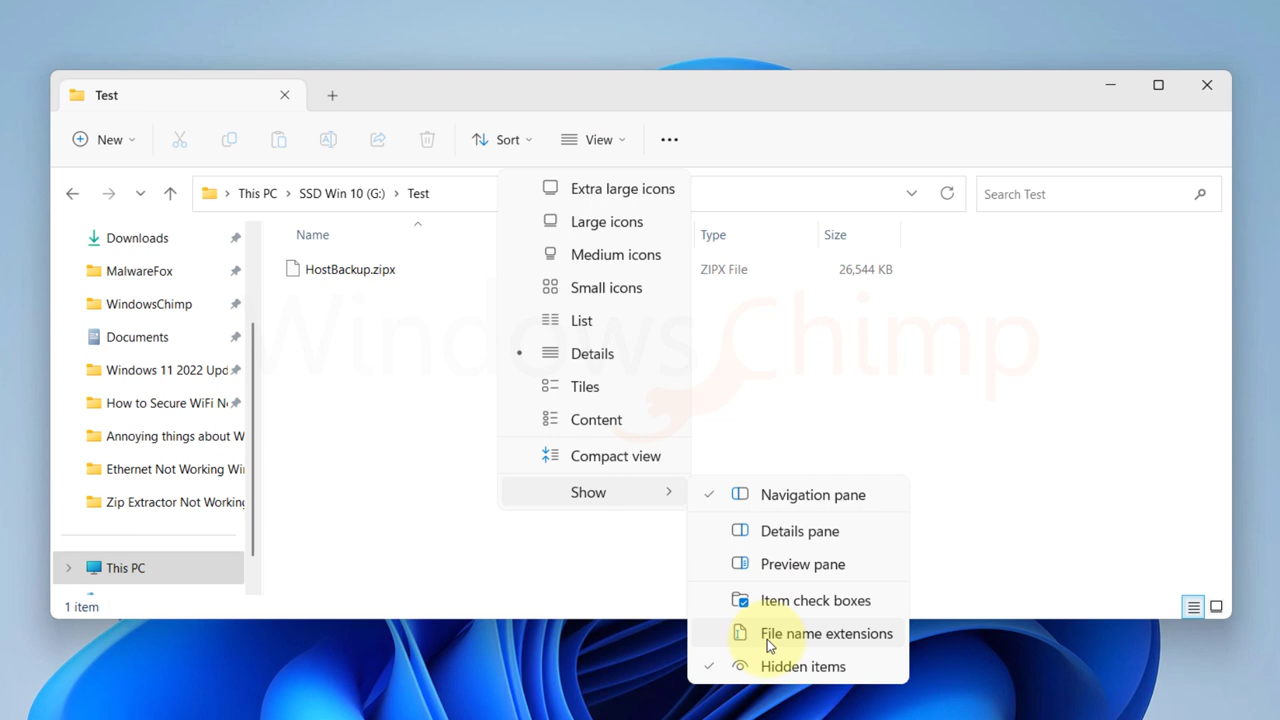 Test
New
Sort
View
This PC
SSD Win 10 (G:)
Test
Search Test
Name
Type
Size
HostBackup.zipx
ZIPX File
26,544 KB
Downloads
MalwareFox
WindowsChimp
Documents
Windows 11 2022 Upd
How to Secure WiFi Ne
Annoying things about W
Ethernet Not Working Wi
Zip Extractor Not Working
This PC
1 item
Extra large icons
Large icons
Medium icons
Small icons
List
Details
Tiles
Content
Compact view
Show
Navigation pane
Details pane
Preview pane
Item check boxes
File name extensions
Hidden items
WindowsChimp